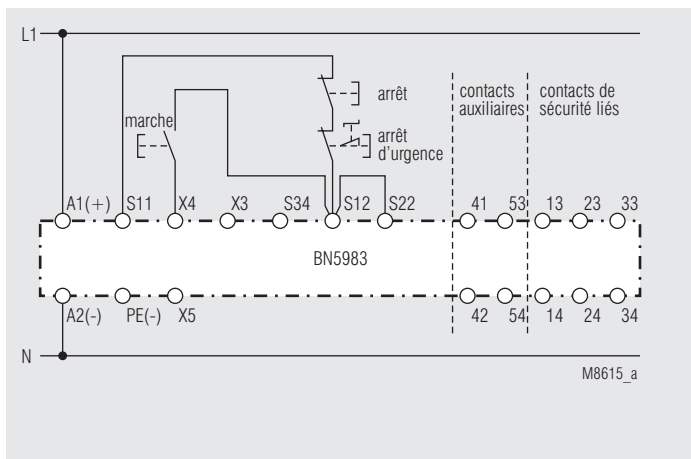 L1
arrêt
contacts auxiliaires
contacts de sécurité liés
marche
arrêt d'urgence
A1(+) S11 X4 X3 S34 S12 S22 41 53 13 23 33
BN5983
A2(-) PE(-) X5 42 54 14 24 34
N
M8615_a